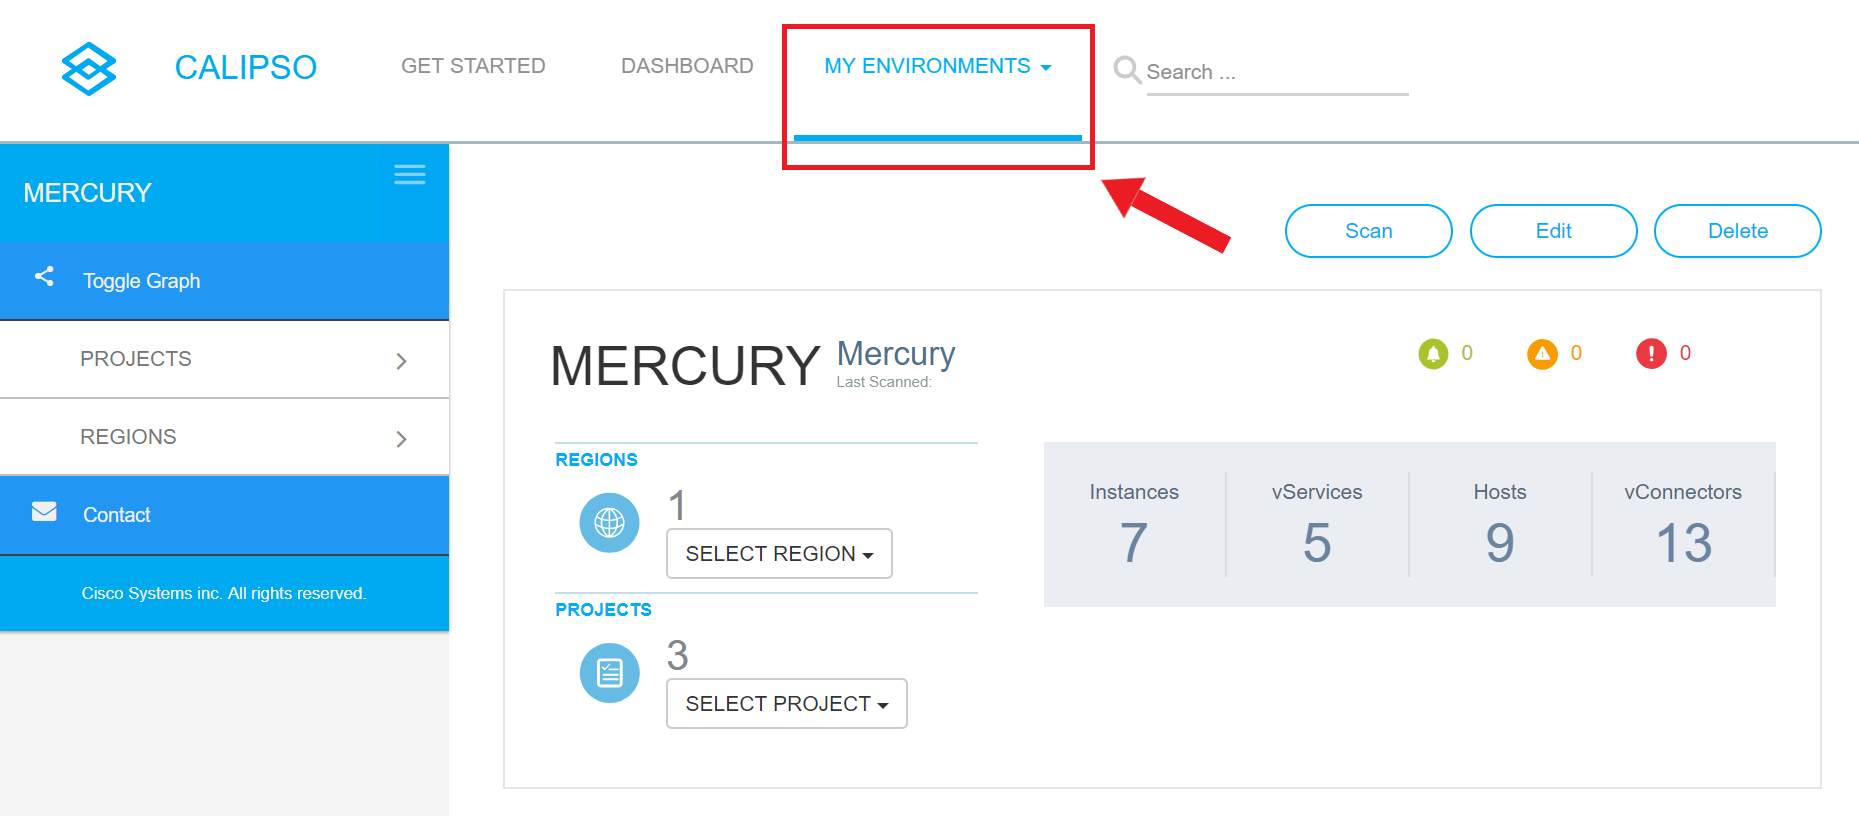 CALIPSO
GET STARTED
DASHBOARD
MY ENVIRONMENTS
Search ...
MERCURY
Toggle Graph
PROJECTS
REGIONS
Contact
Cisco Systems inc. All rights reserved.
Scan
Edit
Delete
MERCURY
Mercury
Last Scanned:
0
0
0
REGIONS
1
SELECT REGION
PROJECTS
3
SELECT PROJECT
Instances
7
vServices
5
Hosts
9
vConnectors
13